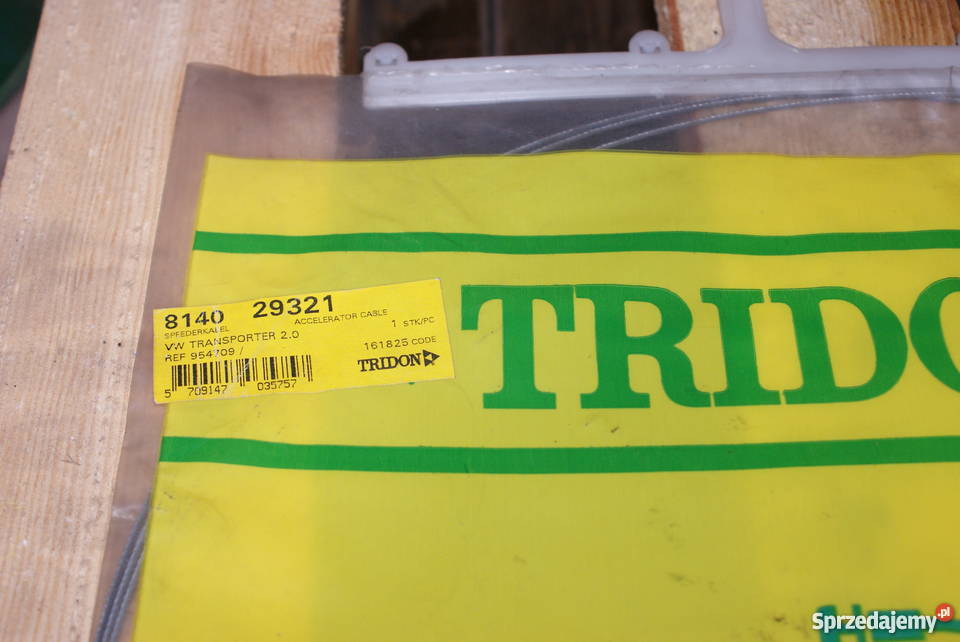 8140 29321
SPEEDERKABEL ACCELERATOR CABLE
VW TRANSPORTER 2.0 1 STK/PC
REF 954709 / 161825 CODE
TRIDON
5 709147 035757
TRIDO
Sprzedajemy.pl